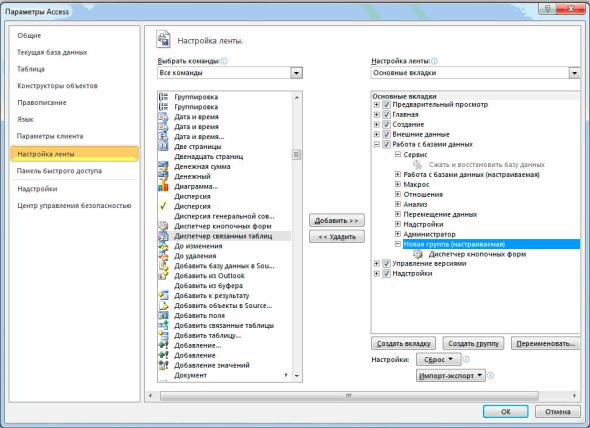 Параметры Access
Общие
Текущая база данных
Таблица
Конструкторы объектов
Правописание
Язык
Параметры клиента
Настройка ленты
Панель быстрого доступа
Надстройки
Центр управления безопасностью
Настройка ленты.
Выбрать команды:
Все команды
Группировка
Группировка
Дата и время
Дата и время
Дата и время...
Две страницы
Двенадцать страниц
Денежная сумма
Денежный
Диаграмма...
Дисперсия
Дисперсия
Дисперсия генеральной сов...
Диспетчер кнопочных форм
Диспетчер связанных таблиц
До изменения
До удаления
Добавить базу данных в Sou...
Добавить из Outlook
Добавить из буфера
Добавить к результату
Добавить объекты в Source...
Добавить поля
Добавить связанные таблицы
Добавить таблицу...
Добавление...
Добавление
Добавление значений
Документ
Добавить >>
<< Удалить
Настройка ленты:
Основные вкладки
Основные вкладки
Предварительный просмотр
Главная
Создание
Внешние данные
Работа с базами данных
Сервис
Сжать и восстановить базу данных
Работа с базами данных (настраиваемая)
Макрос
Отношения
Анализ
Перемещение данных
Надстройки
Администратор
Новая группа (настраиваемая)
Диспетчер кнопочных форм
Управление версиями
Надстройки
Создать вкладку
Создать группу
Переименовать...
Настройки:
Сброс
Импорт-экспорт
ОК
Отмена